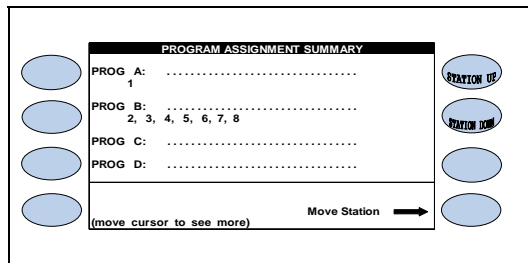 PROGRAM ASSIGNMENT SUMMARY
PROG A: ................................
1
STATION UP
PROG B: ................................
2, 3, 4, 5, 6, 7, 8
STATION DOWN
PROG C: ................................
PROG D: ................................
Move Station
(move cursor to see more)